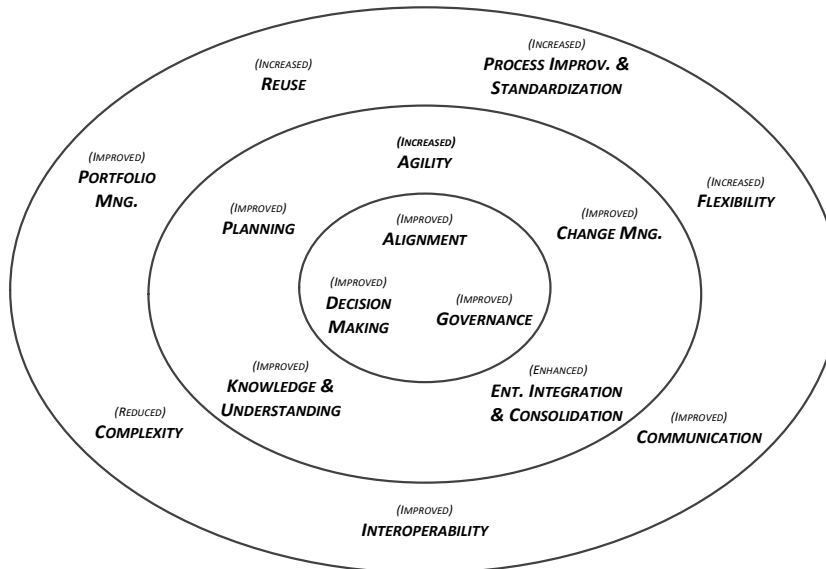 (INCREASED)
REUSE
(INCREASED)
PROCESS IMPROV. &
STANDARDIZATION
(INCREASED)
AGILITY
(IMPROVED)
PORTFOLIO
MNG.
(INCREASED)
FLEXIBILITY
(IMPROVED)
PLANNING
(IMPROVED)
ALIGNMENT
(IMPROVED)
CHANGE MNG.
(IMPROVED)
DECISION
MAKING
(IMPROVED)
GOVERNANCE
(IMPROVED)
KNOWLEDGE &
UNDERSTANDING
(ENHANCED)
ENT. INTEGRATION
& CONSOLIDATION
(REDUCED)
COMPLEXITY
(IMPROVED)
COMMUNICATION
(IMPROVED)
INTEROPERABILITY